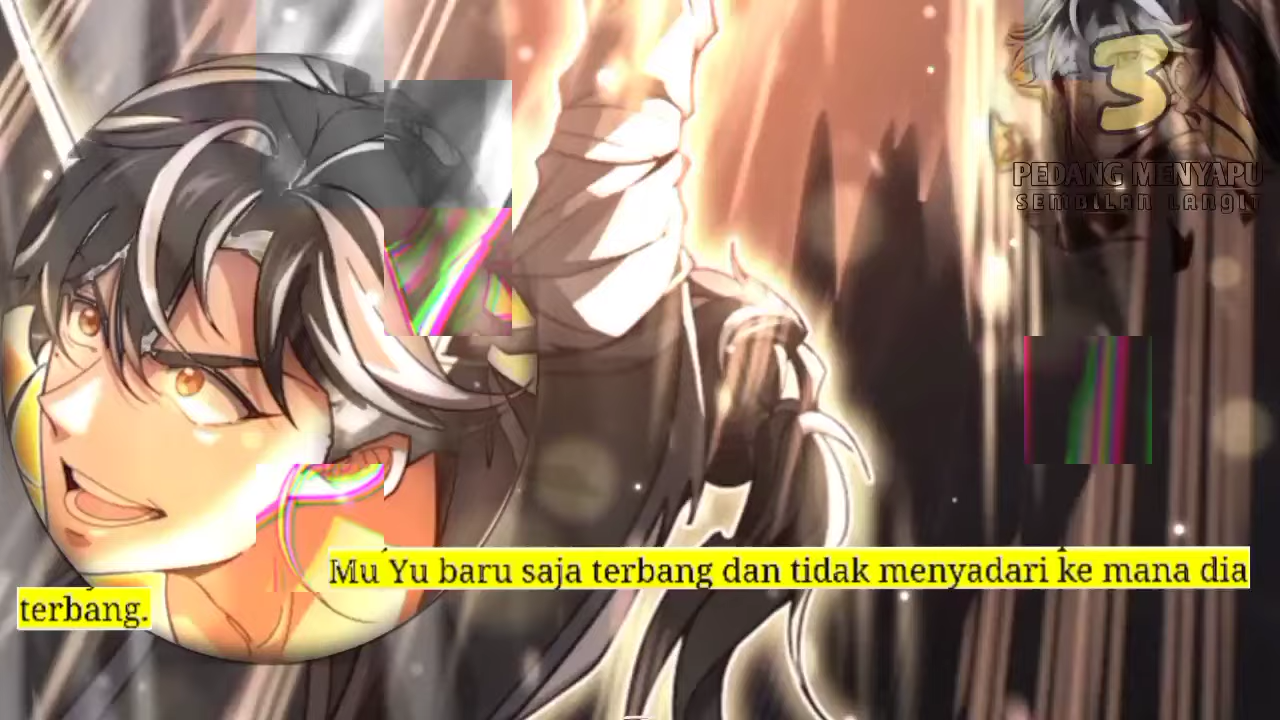 3
PEDANG MENYAPU
SEMBILAN LANGIT
Mu Yu baru saja terbang dan tidak menyadari ke mana dia
terbang.